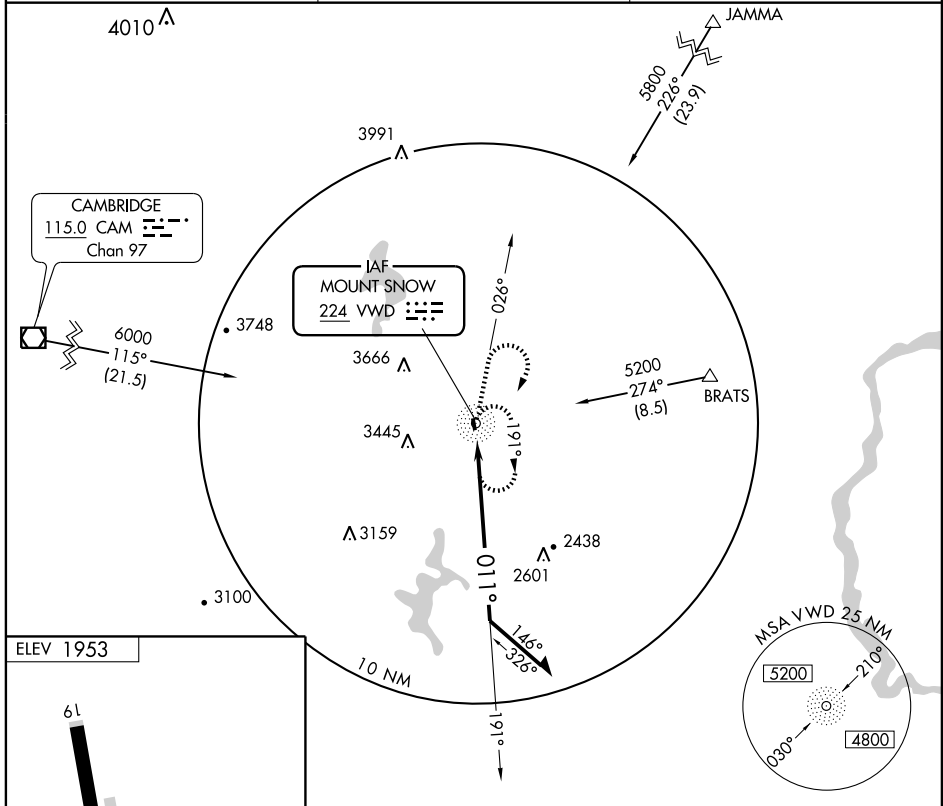 4010
JAMMA
5800
226°
(23.9)
3991
CAMBRIDGE
115.0 CAM
Chan 97
IAF
MOUNT SNOW
224 VWD
026°
3748
6000
115°
(21.5)
3666
5200
274°
(8.5)
BRATS
3445
191°
3159
2438
2601
011°
3100
146°
326°
10 NM
191°
MSA VWD 25 NM
5200
210°
030°
4800
ELEV 1953
19